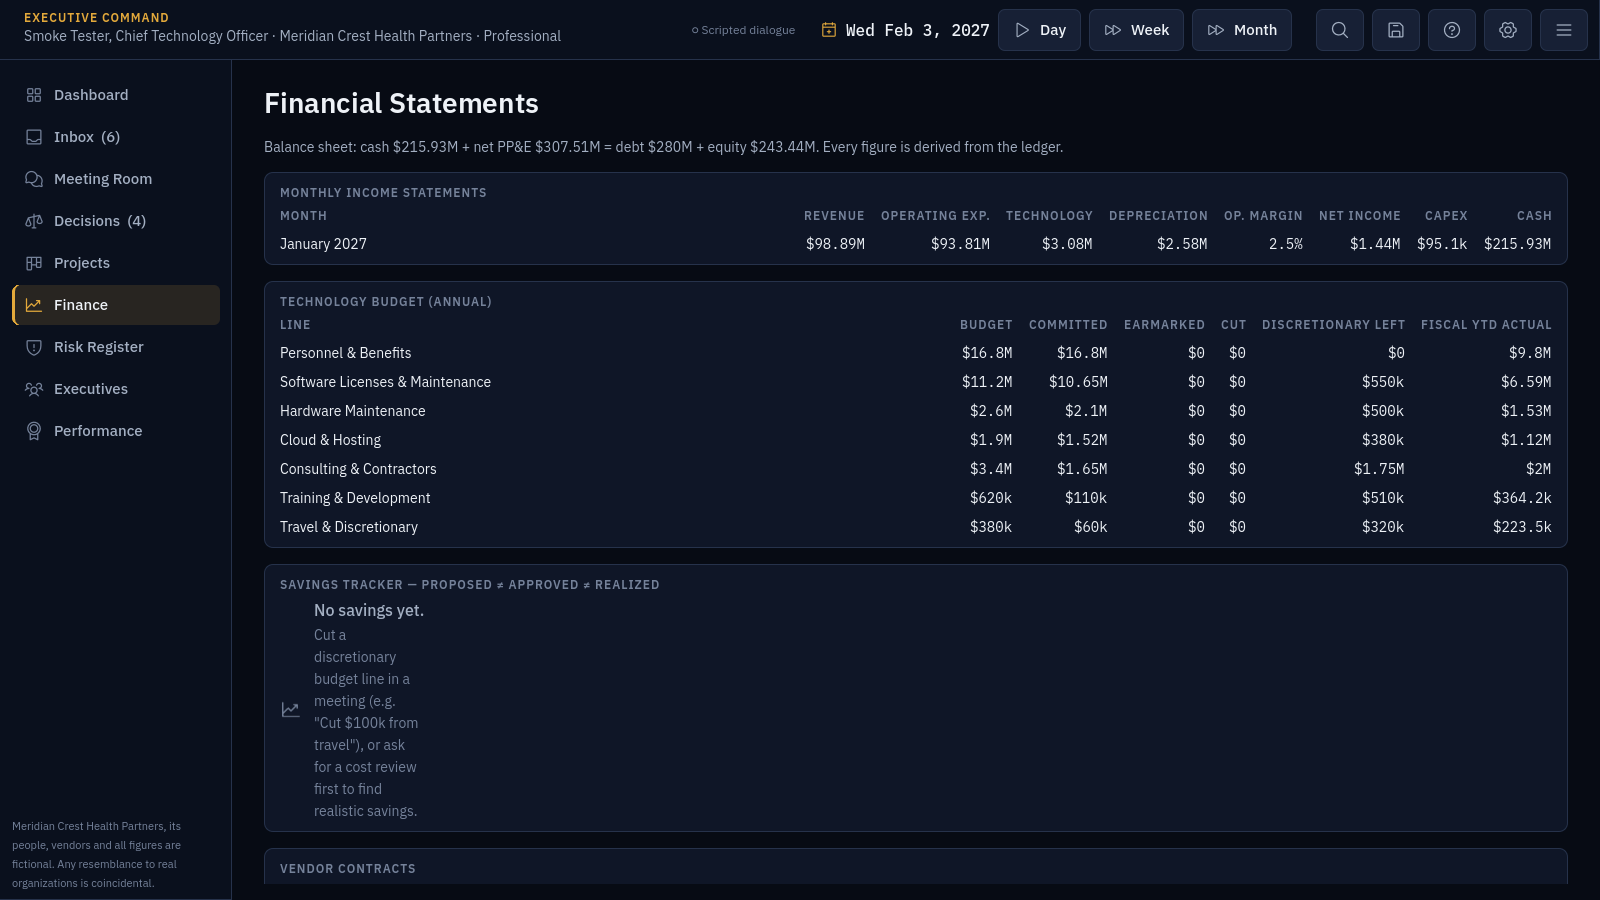 EXECUTIVE COMMAND
Smoke Tester, Chief Technology Officer · Meridian Crest Health Partners · Professional
Scripted dialogue
Wed Feb 3, 2027
Day
Week
Month
Dashboard
Inbox (6)
Meeting Room
Decisions (4)
Projects
Finance
Risk Register
Executives
Performance
Meridian Crest Health Partners, its
people, vendors and all figures are
fictional. Any resemblance to real
organizations is coincidental.
Financial Statements
Balance sheet: cash $215.93M + net PP&E $307.51M = debt $280M + equity $243.44M. Every figure is derived from the ledger.
MONTHLY INCOME STATEMENTS
MONTH REVENUE OPERATING EXP. TECHNOLOGY DEPRECIATION OP. MARGIN NET INCOME CAPEX CASH
January 2027 $98.89M $93.81M $3.08M $2.58M 2.5% $1.44M $95.1k $215.93M
TECHNOLOGY BUDGET (ANNUAL)
LINE BUDGET COMMITTED EARMARKED CUT DISCRETIONARY LEFT FISCAL YTD ACTUAL
Personnel & Benefits $16.8M $16.8M $0 $0 $0 $9.8M
Software Licenses & Maintenance $11.2M $10.65M $0 $0 $550k $6.59M
Hardware Maintenance $2.6M $2.1M $0 $0 $500k $1.53M
Cloud & Hosting $1.9M $1.52M $0 $0 $380k $1.12M
Consulting & Contractors $3.4M $1.65M $0 $0 $1.75M $2M
Training & Development $620k $110k $0 $0 $510k $364.2k
Travel & Discretionary $380k $60k $0 $0 $320k $223.5k
SAVINGS TRACKER — PROPOSED ≠ APPROVED ≠ REALIZED
No savings yet.
Cut a
discretionary
budget line in a
meeting (e.g.
"Cut $100k from
travel"), or ask
for a cost review
first to find
realistic savings.
VENDOR CONTRACTS